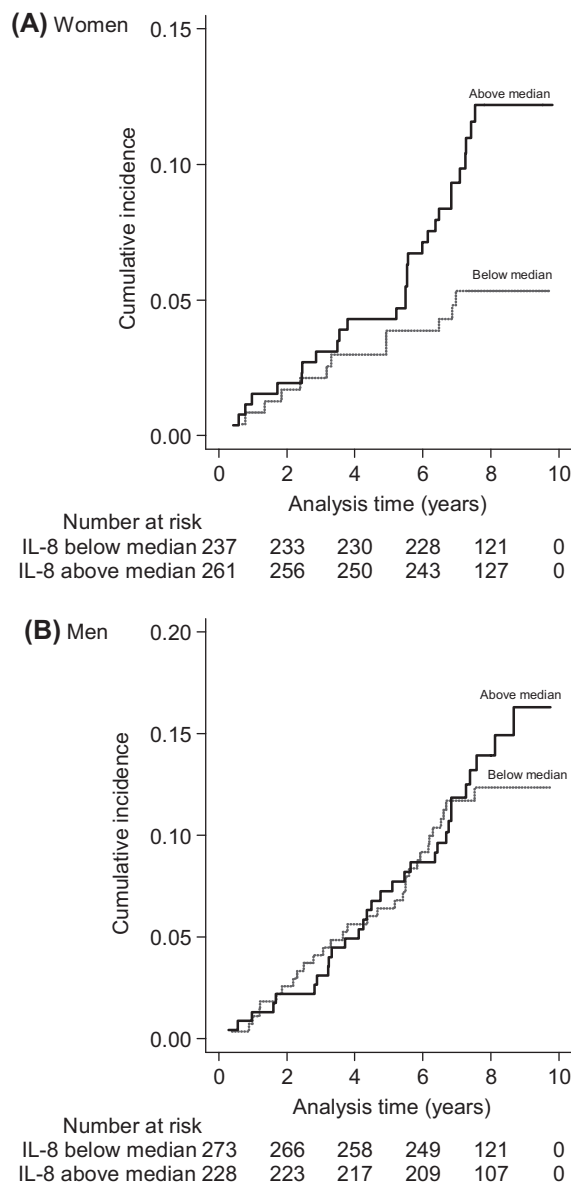 (A) Women
0.15
Above median
0.10
Cumulative incidence
Below median
0.05
0.00
0 2 4 6 8 10
Analysis time (years)
Number at risk
IL-8 below median 237 233 230 228 121 0
IL-8 above median 261 256 250 243 127 0
(B) Men
0.20
Above median
0.15
Below median
Cumulative incidence
0.10
0.05
0.00
0 2 4 6 8 10
Analysis time (years)
Number at risk
IL-8 below median 273 266 258 249 121 0
IL-8 above median 228 223 217 209 107 0